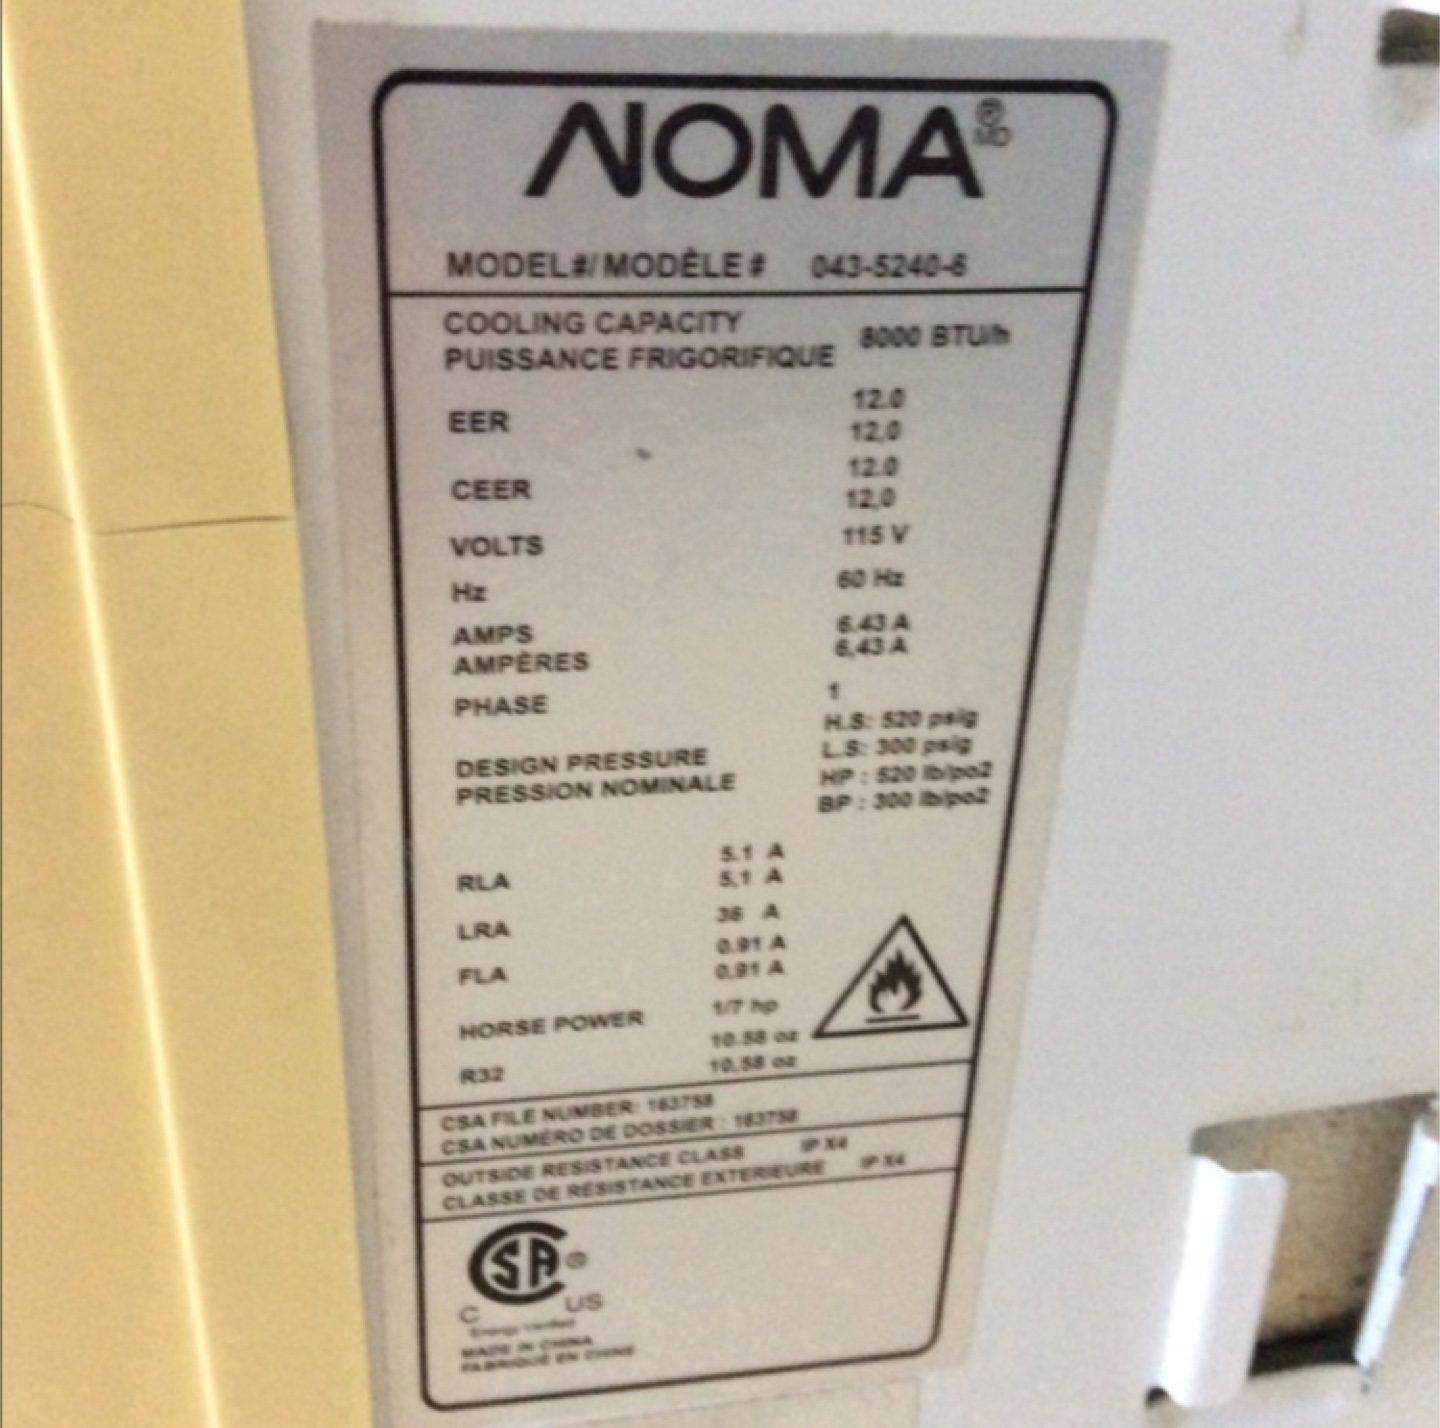 NOMA® MD
MODEL#/MODÈLE # 043-5240-6
COOLING CAPACITY
PUISSANCE FRIGORIFIQUE 8000 BTU/h
EER 12.0
12,0
CEER 12.0
12,0
VOLTS 115 V
Hz 60 Hz
AMPS 6.43 A
AMPÈRES 6,43 A
PHASE 1
DESIGN PRESSURE H.S: 520 psig
L.S: 300 psig
PRESSION NOMINALE HP : 520 lb/po2
BP : 300 lb/po2
RLA 5.1 A
5,1 A
LRA 36 A
FLA 0.91 A
0,91 A
HORSE POWER 1/7 hp
R32 10.58 oz
10,58 oz
CSA FILE NUMBER: 163758
CSA NUMÉRO DE DOSSIER : 163758
OUTSIDE RESISTANCE CLASS IP X4
CLASSE DE RÉSISTANCE EXTERIEURE IP X4
CSA ®
C US
Energy Verified
MADE IN CHINA
FABRIQUÉ EN CHINE